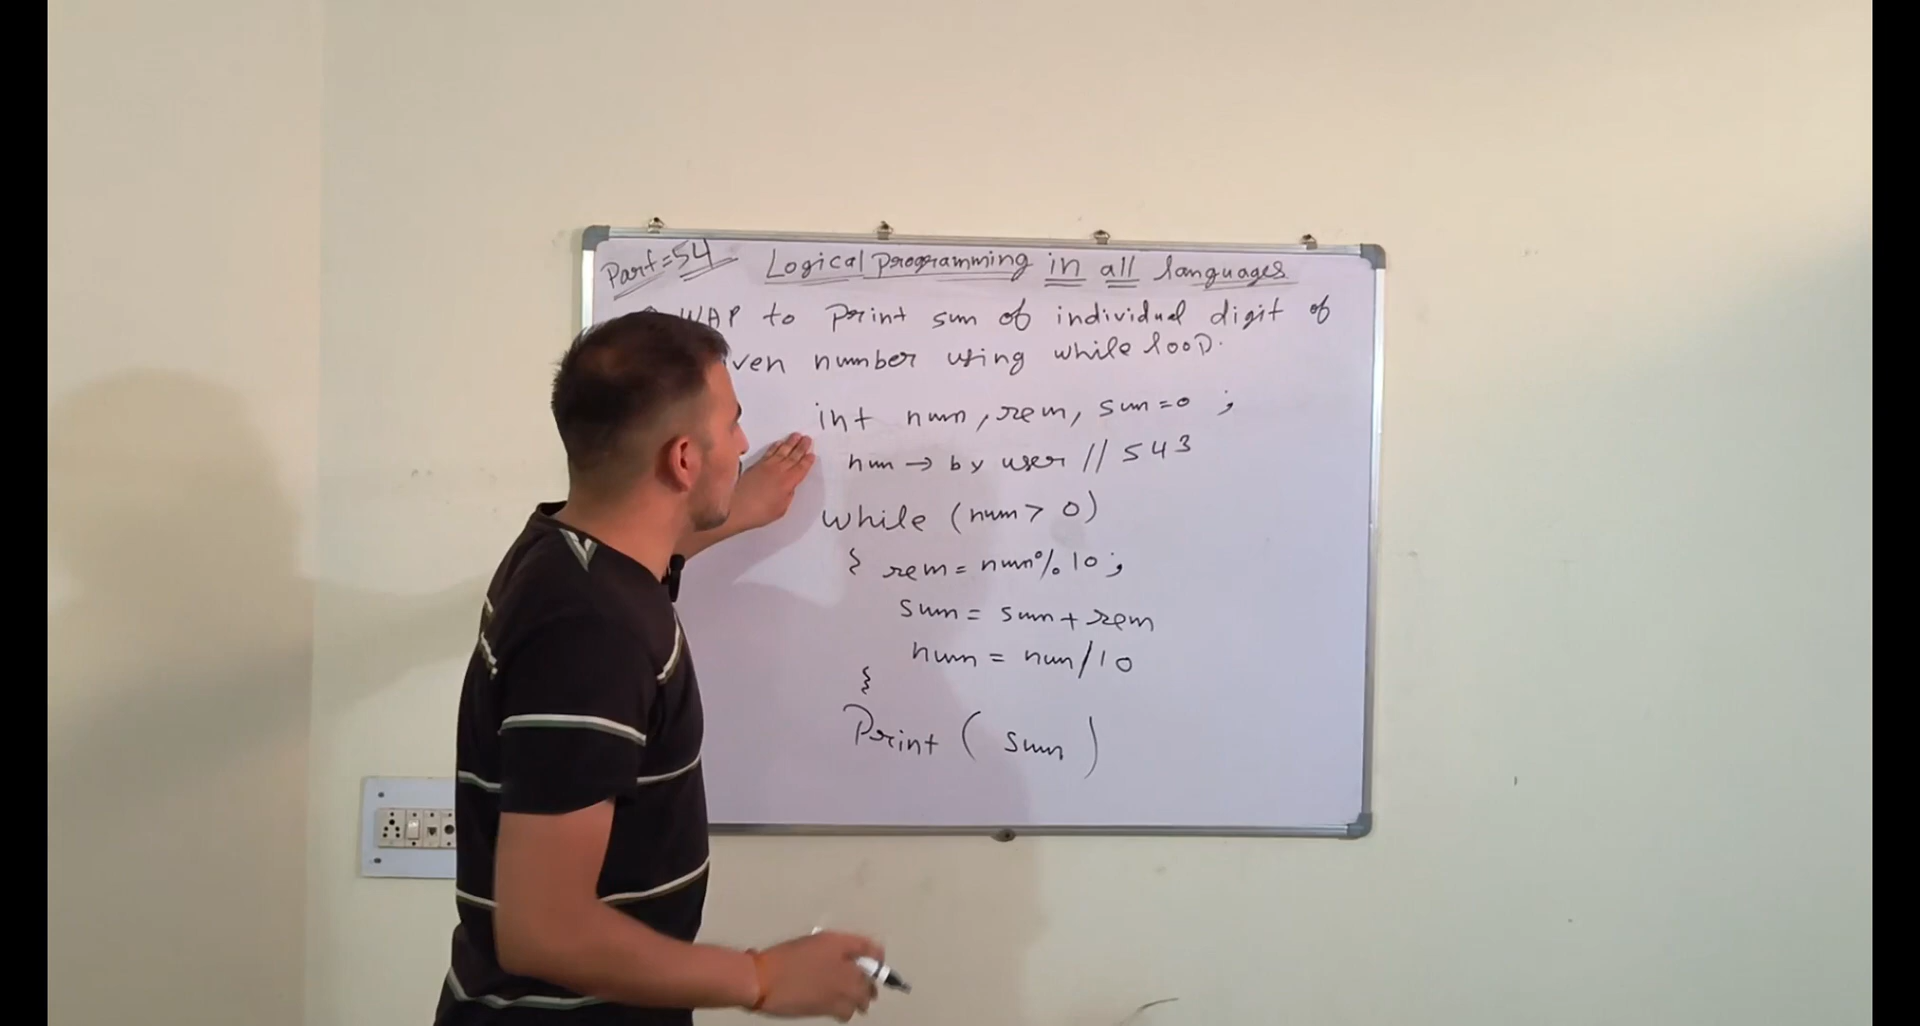 Part=54 Logical programming in all languages
WAP to Print sum of individual digit of
ven number using while loop.
int num, rem, sum=0 ;
num → by user // 543
while (num > 0)
{ rem = num % 10 ;
sum = sum + rem
num = num / 10
}
Print ( sum )